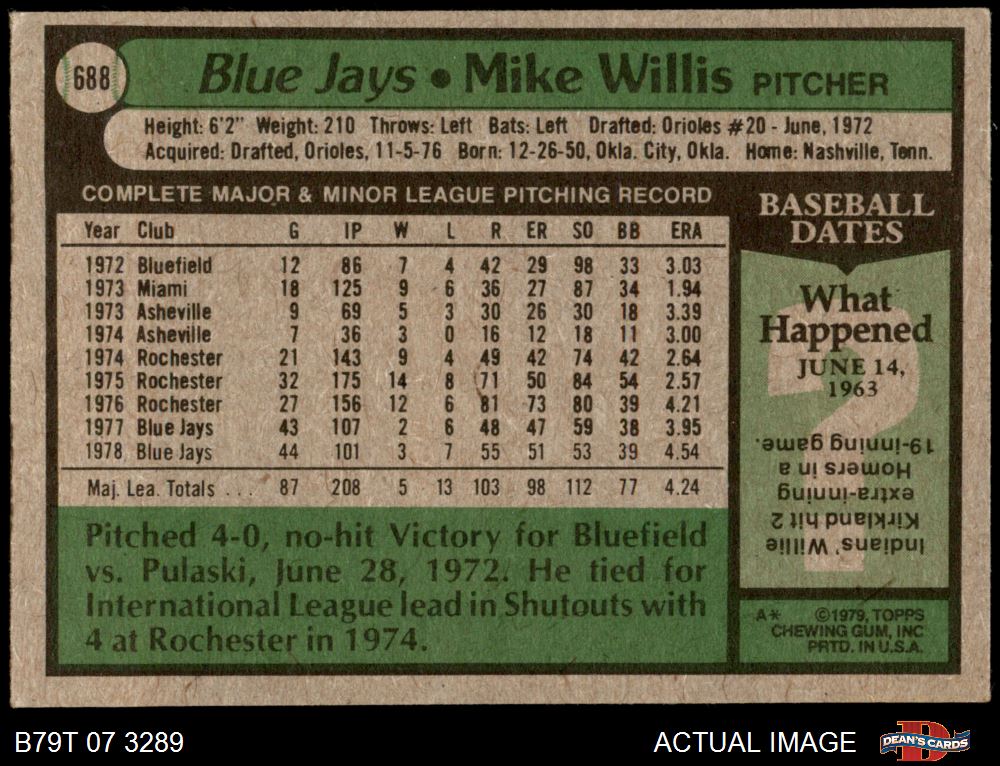 688
Blue Jays • Mike Willis PITCHER
Height: 6'2" Weight: 210 Throws: Left Bats: Left Drafted: Orioles #20 - June, 1972
Acquired: Drafted, Orioles, 11-5-76 Born: 12-26-50, Okla. City, Okla. Home: Nashville, Tenn.
COMPLETE MAJOR & MINOR LEAGUE PITCHING RECORD
Year Club G IP W L R ER SO BB ERA
1972 Bluefield 12 86 7 4 42 29 98 33 3.03
1973 Miami 18 125 9 6 36 27 87 34 1.94
1973 Asheville 9 69 5 3 30 26 30 18 3.39
1974 Asheville 7 36 3 0 16 12 18 11 3.00
1974 Rochester 21 143 9 4 49 42 74 42 2.64
1975 Rochester 32 175 14 8 71 50 84 54 2.57
1976 Rochester 27 156 12 6 81 73 80 39 4.21
1977 Blue Jays 43 107 2 6 48 47 59 38 3.95
1978 Blue Jays 44 101 3 7 55 51 53 39 4.54
Maj. Lea. Totals ... 87 208 5 13 103 98 112 77 4.24
Pitched 4-0, no-hit Victory for Bluefield
vs. Pulaski, June 28, 1972. He tied for
International League lead in Shutouts with
4 at Rochester in 1974.
BASEBALL
DATES
What
Happened
JUNE 14,
1963
?
Indians' Willie
Kirkland hit 2
extra-inning
Homers in a
19-inning game.
A* ©1979, TOPPS
CHEWING GUM, INC
PRTD. IN U.S.A.
B79T 07 3289
ACTUAL IMAGE
D
DEAN'S CARDS